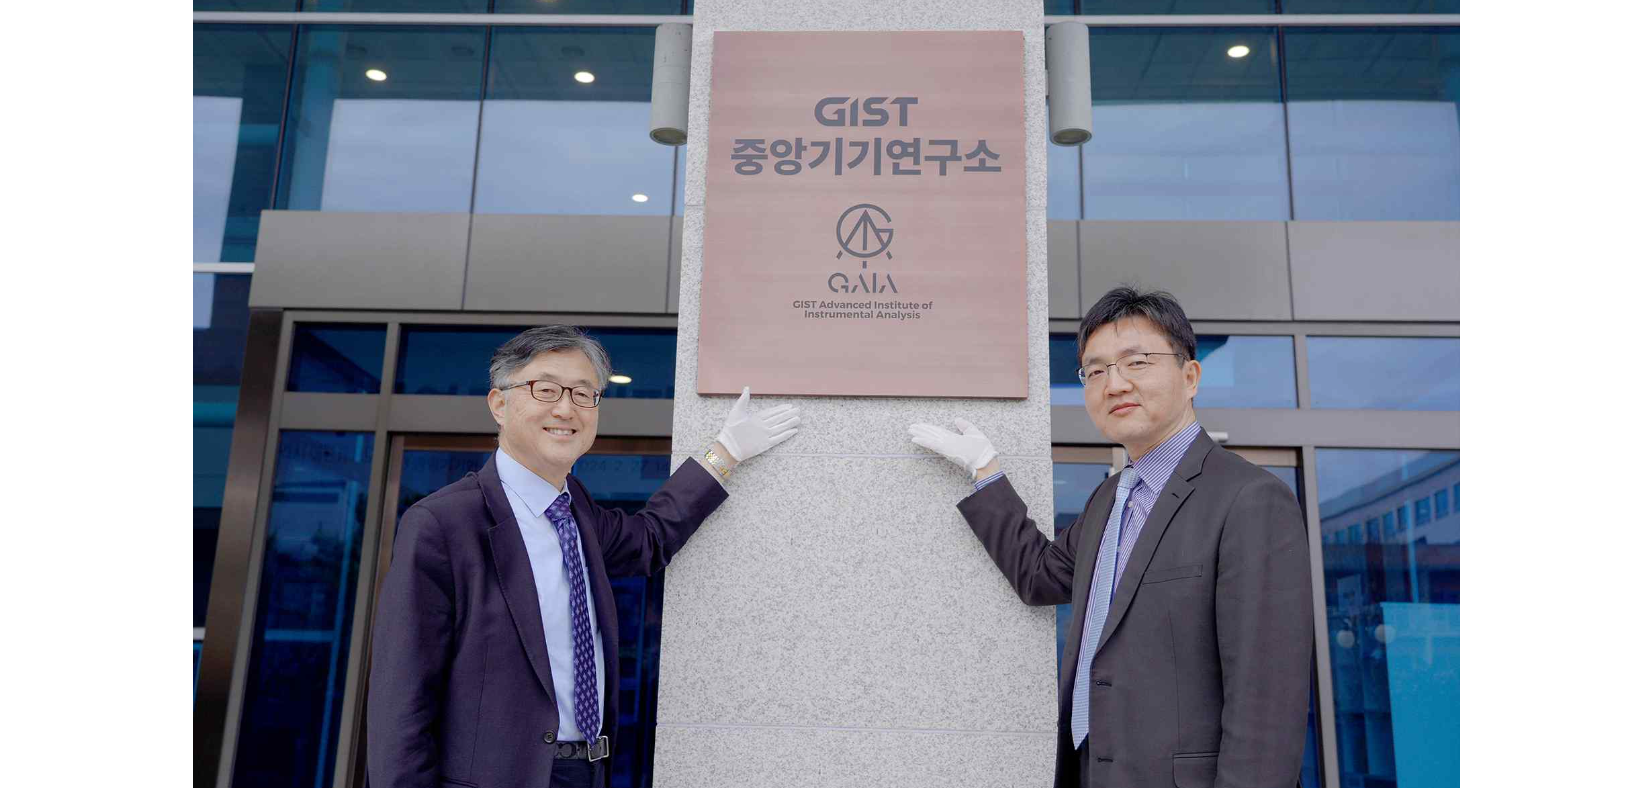 GIST
중앙기기연구소
GAIA
GIST Advanced Institute of
Instrumental Analysis